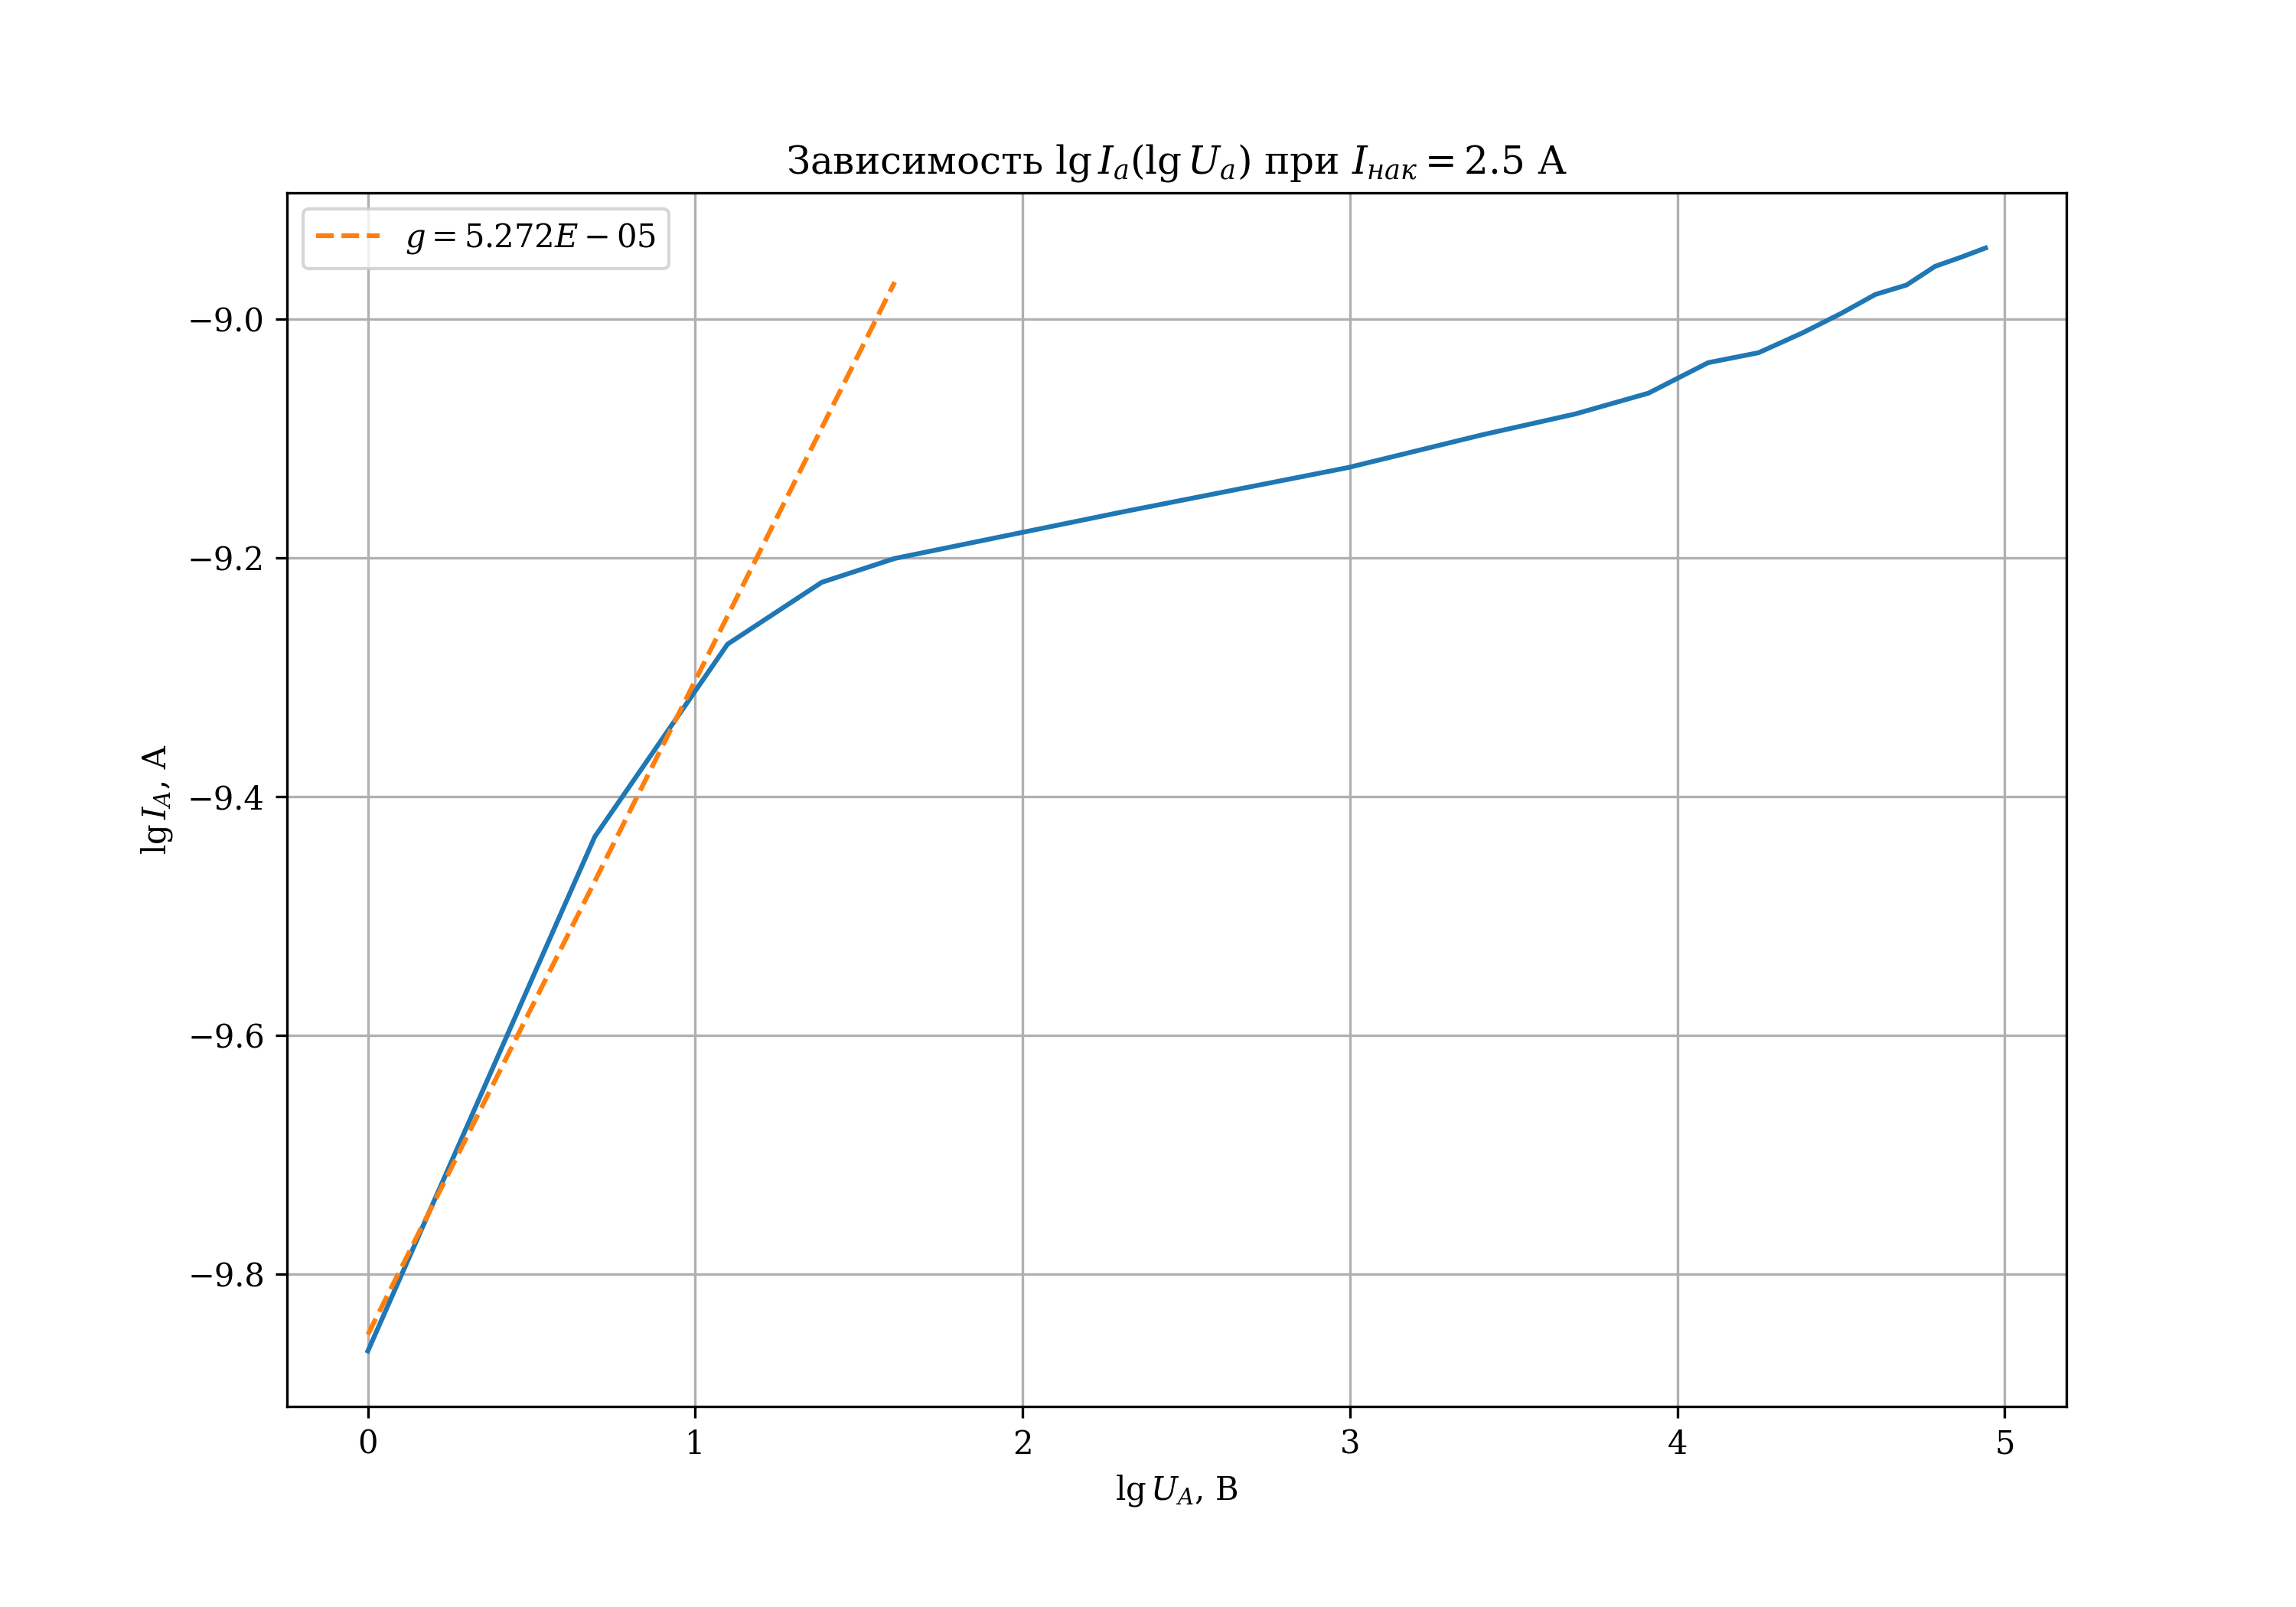 Зависимость lg I_a(lg U_a) при I_нак = 2.5 А
g = 5.272E − 05
−9.0
−9.2
−9.4
−9.6
−9.8
lg I_A, А
0 1 2 3 4 5
lg U_A, В